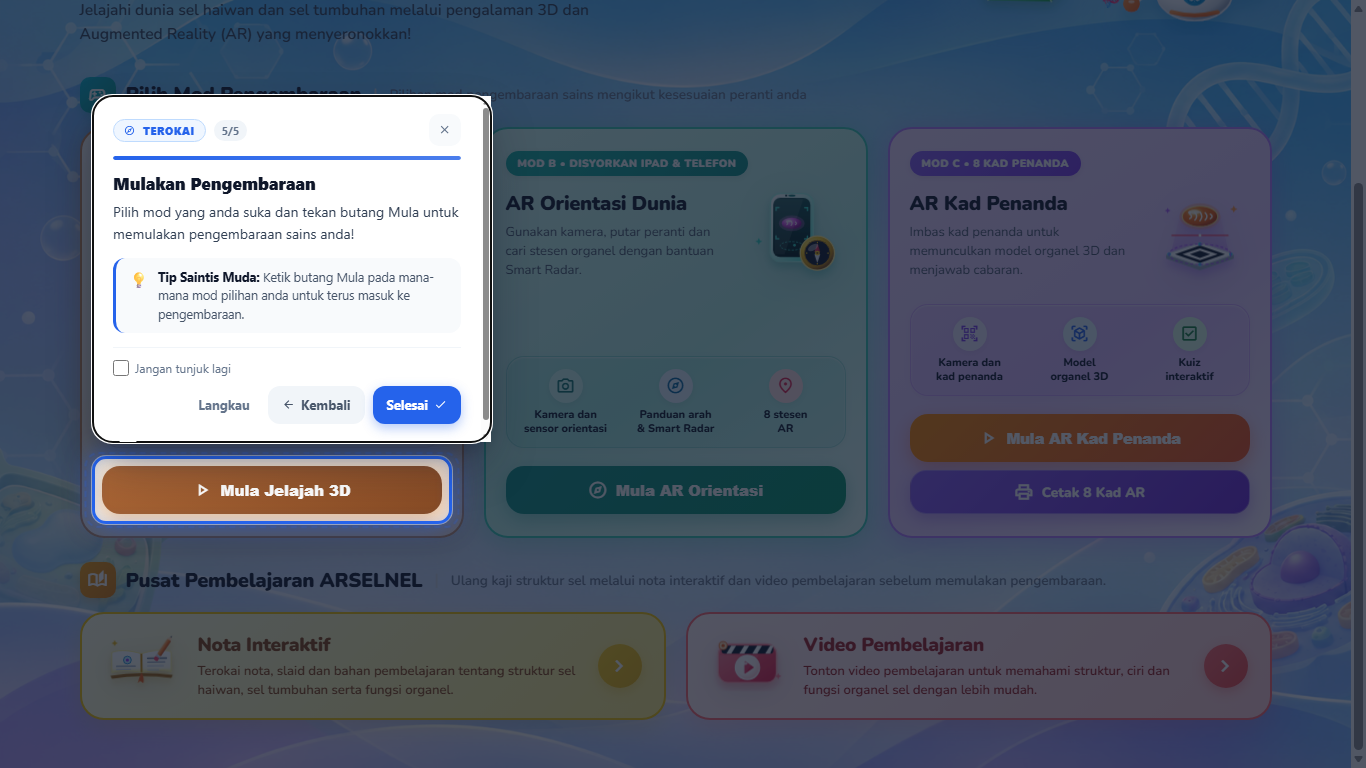 Jelajahi dunia sel haiwan dan sel tumbuhan melalui pengalaman 3D dan
Augmented Reality (AR) yang menyeronokkan!
Pilih Mod Pengembaraan
pengembaraan sains mengikut kesesuaian peranti anda
TEROKAI
5/5
Mulakan Pengembaraan
Pilih mod yang anda suka dan tekan butang Mula untuk
memulakan pengembaraan sains anda!
Tip Saintis Muda: Ketik butang Mula pada mana-
mana mod pilihan anda untuk terus masuk ke
pengembaraan.
Jangan tunjuk lagi
Langkau
Kembali
Selesai
Mula Jelajah 3D
MOD B • DISYORKAN IPAD & TELEFON
AR Orientasi Dunia
Gunakan kamera, putar peranti dan
cari stesen organel dengan bantuan
Smart Radar.
Kamera dan
sensor orientasi
Panduan arah
& Smart Radar
8 stesen
AR
Mula AR Orientasi
MOD C • 8 KAD PENANDA
AR Kad Penanda
Imbas kad penanda untuk
memunculkan model organel 3D dan
menjawab cabaran.
Kamera dan
kad penanda
Model
organel 3D
Kuiz
interaktif
Mula AR Kad Penanda
Cetak 8 Kad AR
Pusat Pembelajaran ARSELNEL
Ulang kaji struktur sel melalui nota interaktif dan video pembelajaran sebelum memulakan pengembaraan.
Nota Interaktif
Terokai nota, slaid dan bahan pembelajaran tentang struktur sel
haiwan, sel tumbuhan serta fungsi organel.
Video Pembelajaran
Tonton video pembelajaran untuk memahami struktur, ciri dan
fungsi organel sel dengan lebih mudah.